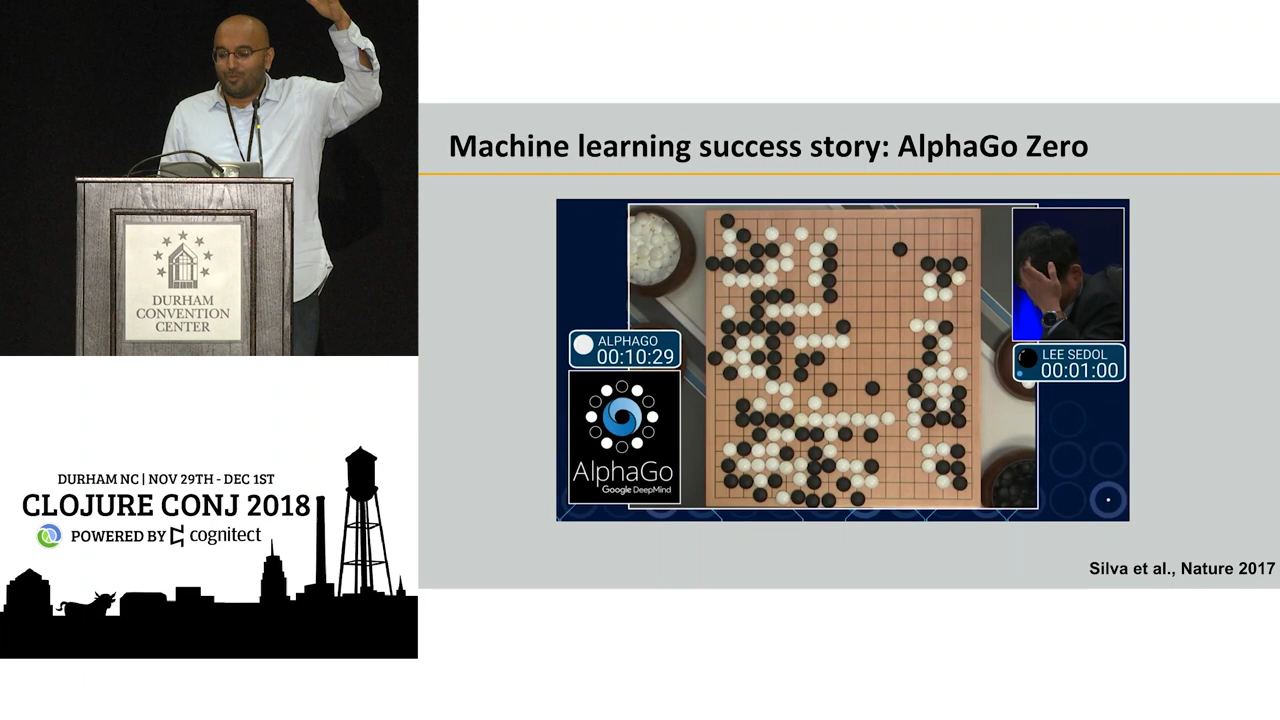 DURHAM
CONVENTION
CENTER
DURHAM NC | NOV 29TH - DEC 1ST
CLOJURE CONJ 2018
POWERED BY cognitect
Machine learning success story: AlphaGo Zero
ALPHAGO
00:10:29
AlphaGo
Google DeepMind
LEE SEDOL
00:01:00
Silva et al., Nature 2017